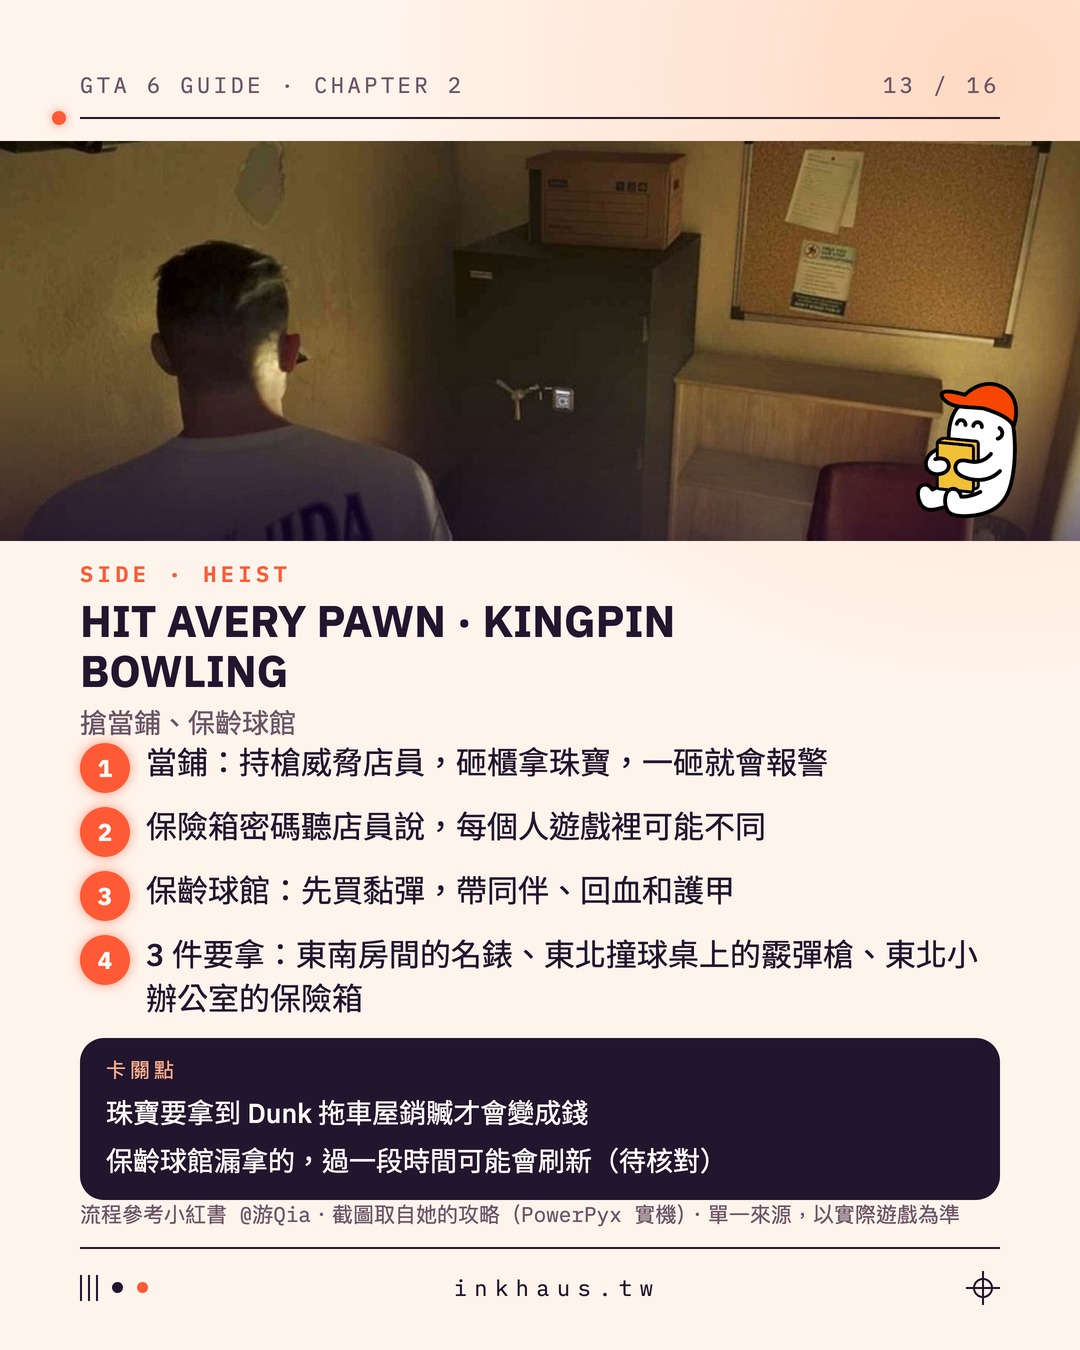 GTA 6 GUIDE · CHAPTER 2
13 / 16
SIDE · HEIST
HIT AVERY PAWN · KINGPIN
BOWLING
搶當鋪、保齡球館
1 當鋪：持槍威脅店員，砸櫃拿珠寶，一砸就會報警
2 保險箱密碼聽店員說，每個人遊戲裡可能不同
3 保齡球館：先買黏彈，帶同伴、回血和護甲
4 3 件要拿：東南房間的名錶、東北撞球桌上的霰彈槍、東北小
辦公室的保險箱
卡關點
珠寶要拿到 Dunk 拖車屋銷贓才會變成錢
保齡球館漏拿的，過一段時間可能會刷新（待核對）
流程參考小紅書 @游Qia · 截圖取自她的攻略（PowerPyx 實機）· 單一來源，以實際遊戲為準
inkhaus.tw